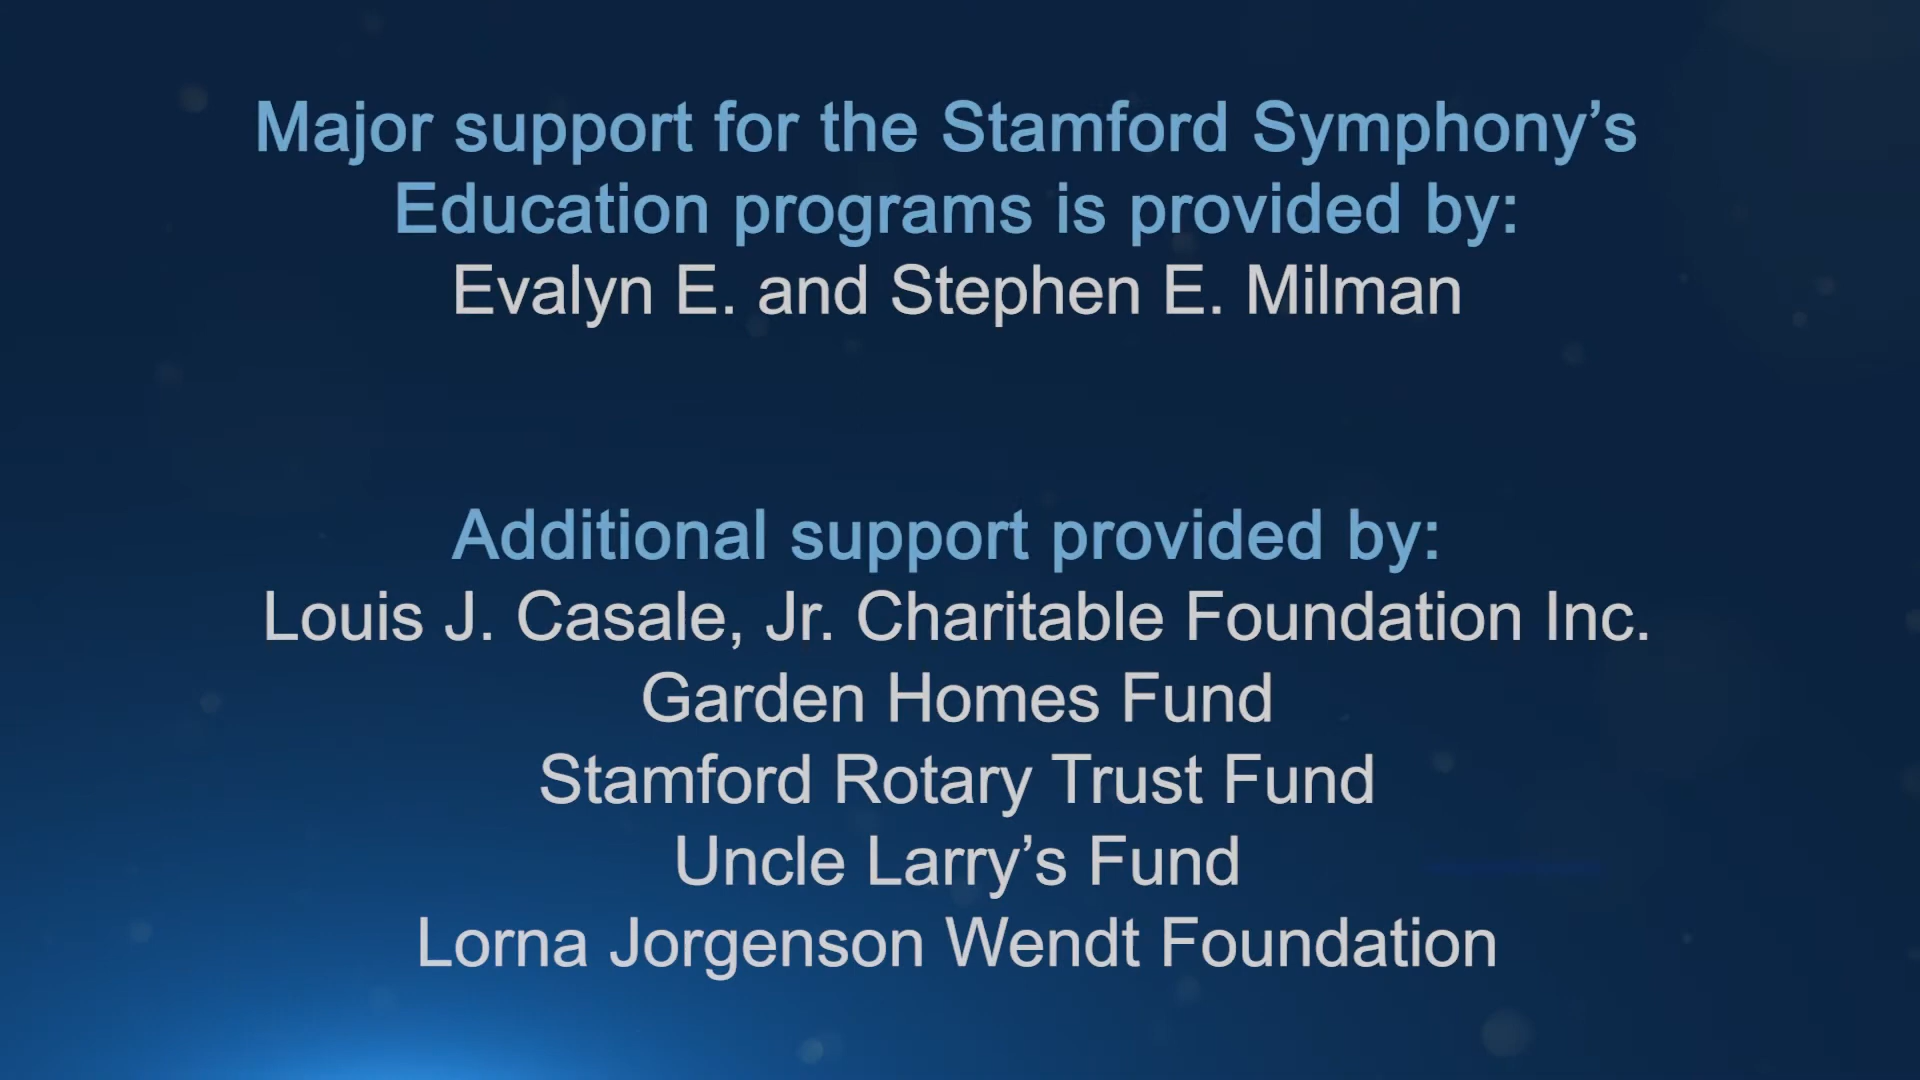 Major support for the Stamford Symphony’s
Education programs is provided by:
Evalyn E. and Stephen E. Milman
Additional support provided by:
Louis J. Casale, Jr. Charitable Foundation Inc.
Garden Homes Fund
Stamford Rotary Trust Fund
Uncle Larry’s Fund
Lorna Jorgenson Wendt Foundation